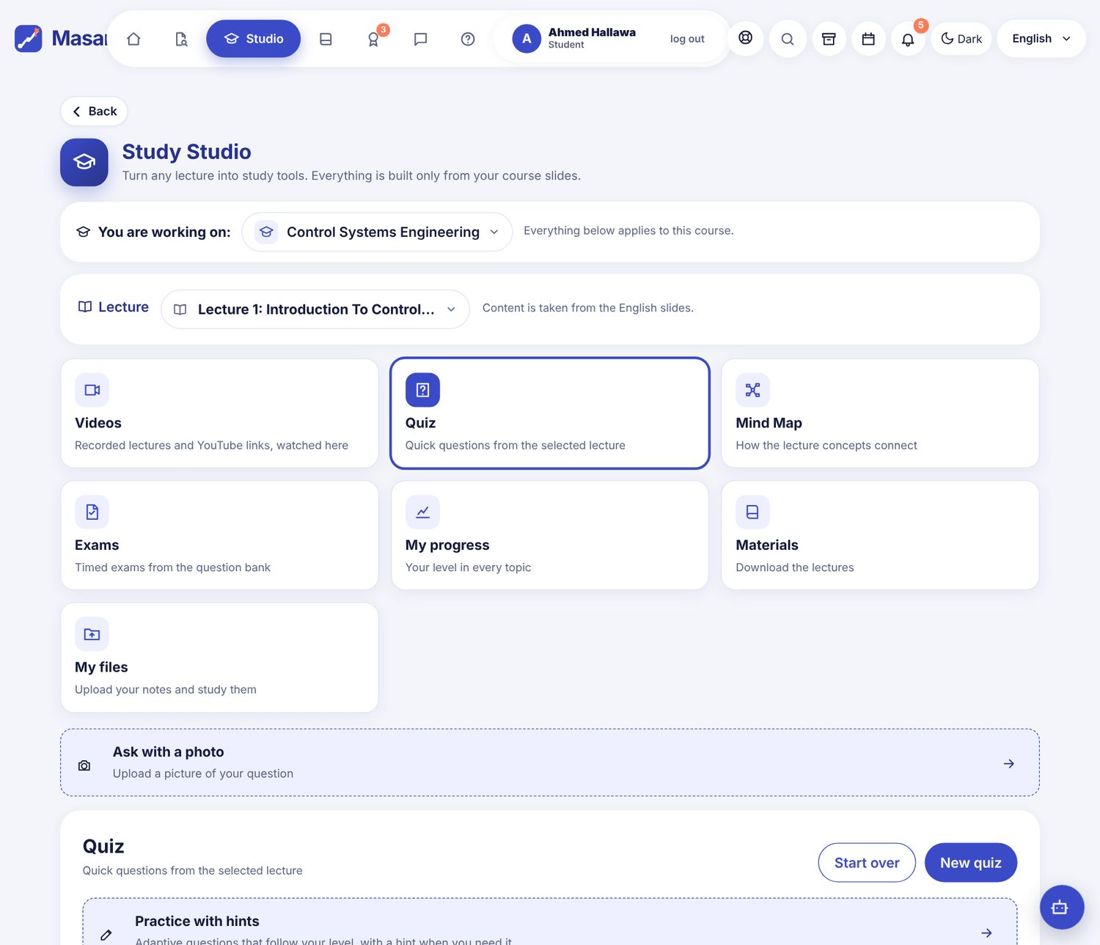 Studio
3
A
Ahmed Hallawa
Student
log out
5
Dark
English
Back
Study Studio
Turn any lecture into study tools. Everything is built only from your course slides.
You are working on:
Control Systems Engineering
Everything below applies to this course.
Lecture
Lecture 1: Introduction To Control...
Content is taken from the English slides.
Videos
Recorded lectures and YouTube links, watched here
Quiz
Quick questions from the selected lecture
Mind Map
How the lecture concepts connect
Exams
Timed exams from the question bank
My progress
Your level in every topic
Materials
Download the lectures
My files
Upload your notes and study them
Ask with a photo
Upload a picture of your question
Quiz
Quick questions from the selected lecture
Start over
New quiz
Practice with hints
Adaptive questions that follow your level, with a hint when you need it